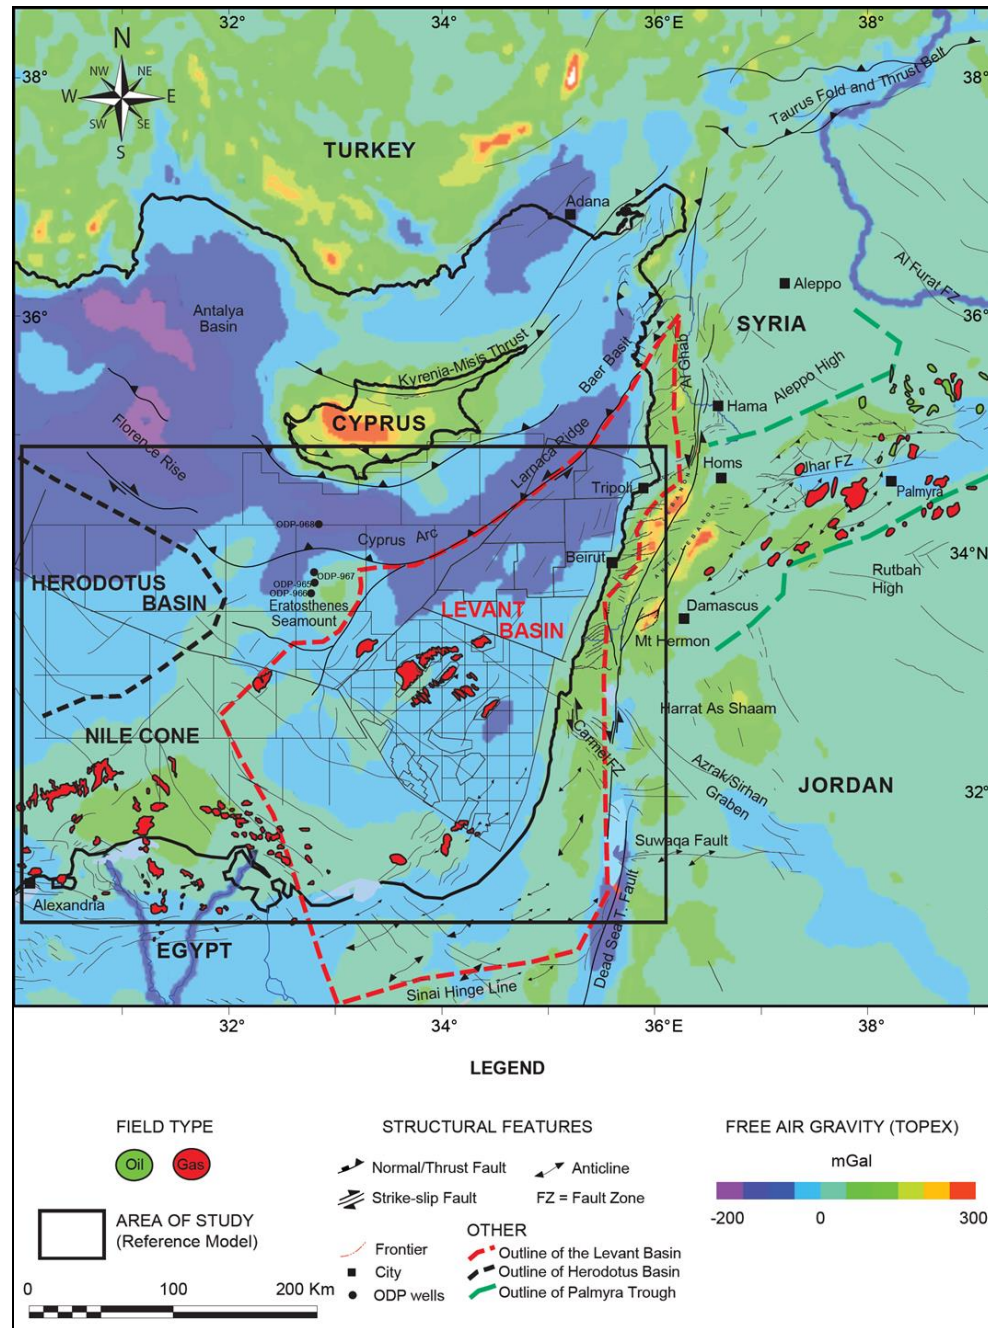 32°
34°
36°E
38°
38°
38°
N
NW
NE
W
E
SW
SE
S
Taurus Fold and Thrust Belt
TURKEY
Adana
Al Furat FZ
Aleppo
Antalya
Basin
36°
36°
SYRIA
Kyrenia-Misis Thrust
Baer Basit
Al Ghab
Aleppo High
Hama
CYPRUS
Florence Rise
Larnaca Ridge
Homs
Jhar FZ
Tripoli
Palmyra
ODP-968
Cyprus Arc
Beirut
34°N
HERODOTUS
BASIN
ODP-967
ODP-965
ODP-966
Eratosthenes
Seamount
LEVANT
BASIN
Rutbah
High
Damascus
Mt Hermon
Harrat As Shaam
NILE CONE
Carmel FZ
Azrak/Sirhan
Graben
JORDAN
32°
Suwaqa Fault
Alexandria
EGYPT
Dead Sea T. Fault
Sinai Hinge Line
32°
34°
36°E
38°
LEGEND
FIELD TYPE
Oil
Gas
AREA OF STUDY
(Reference Model)
0
100
200 Km
STRUCTURAL FEATURES
Normal/Thrust Fault
Anticline
Strike-slip Fault
FZ = Fault Zone
OTHER
Frontier
City
ODP wells
Outline of the Levant Basin
Outline of Herodotus Basin
Outline of Palmyra Trough
FREE AIR GRAVITY (TOPEX)
mGal
-200
0
300